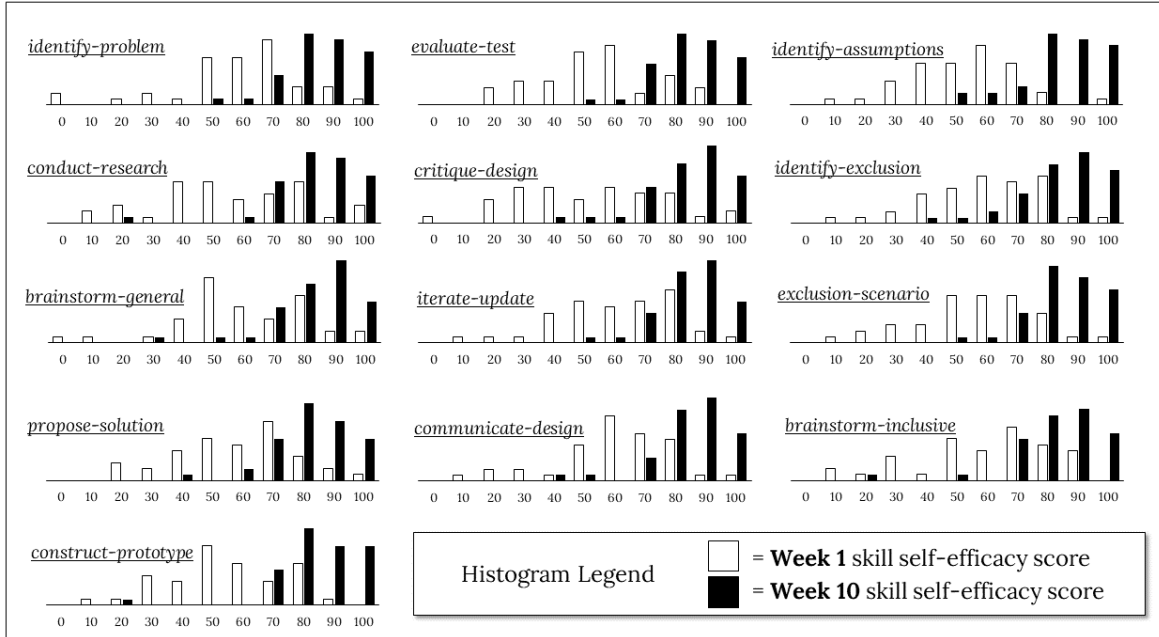 identify-problem
0 10 20 30 40 50 60 70 80 90 100
evaluate-test
0 10 20 30 40 50 60 70 80 90 100
identify-assumptions
0 10 20 30 40 50 60 70 80 90 100
conduct-research
0 10 20 30 40 50 60 70 80 90 100
critique-design
0 10 20 30 40 50 60 70 80 90 100
identify-exclusion
0 10 20 30 40 50 60 70 80 90 100
brainstorm-general
0 10 20 30 40 50 60 70 80 90 100
iterate-update
0 10 20 30 40 50 60 70 80 90 100
exclusion-scenario
0 10 20 30 40 50 60 70 80 90 100
propose-solution
0 10 20 30 40 50 60 70 80 90 100
communicate-design
0 10 20 30 40 50 60 70 80 90 100
brainstorm-inclusive
0 10 20 30 40 50 60 70 80 90 100
construct-prototype
0 10 20 30 40 50 60 70 80 90 100
Histogram Legend
= Week 1 skill self-efficacy score
= Week 10 skill self-efficacy score